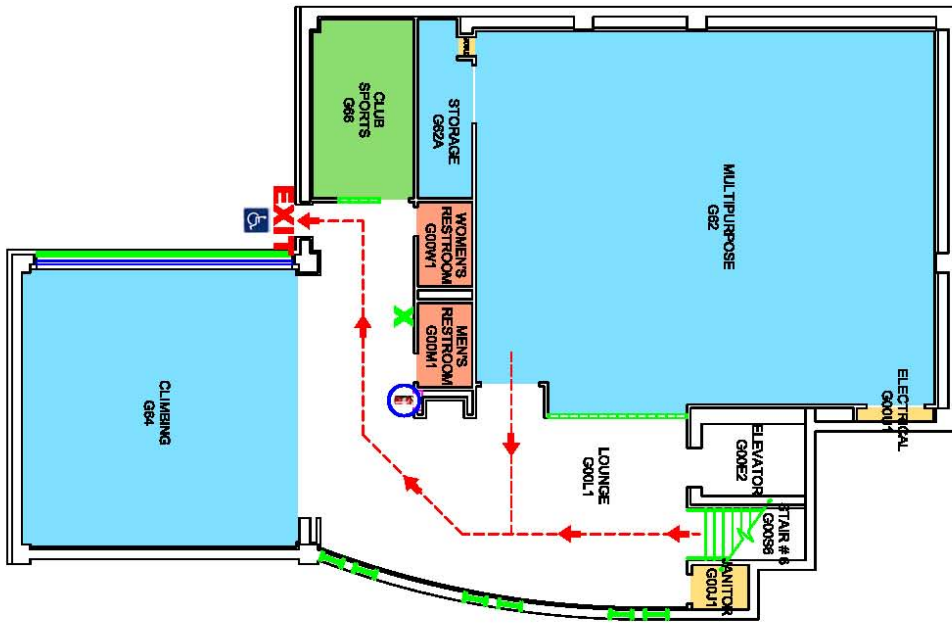 CLUB
SPORTS
G66
STORAGE
G62A
MULTIPURPOSE
G62
EXIT
WOMEN'S
RESTROOM
G00W1
MEN'S
RESTROOM
G00M1
CLIMBING
G64
LOUNGE
G00L1
ELECTRICAL
G00U1
ELEVATOR
G00E2
STAIR # 6
G00S6
JANITOR
G00J1